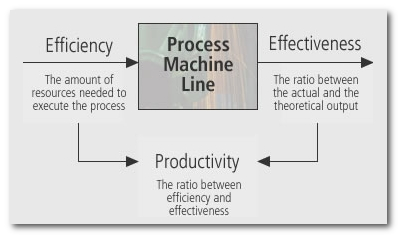 Efficiency
The amount of
resources needed to
execute the process
Process
Machine
Line
Effectiveness
The ratio between
the actual and the
theoretical output
Productivity
The ratio between
efficiency and
effectiveness